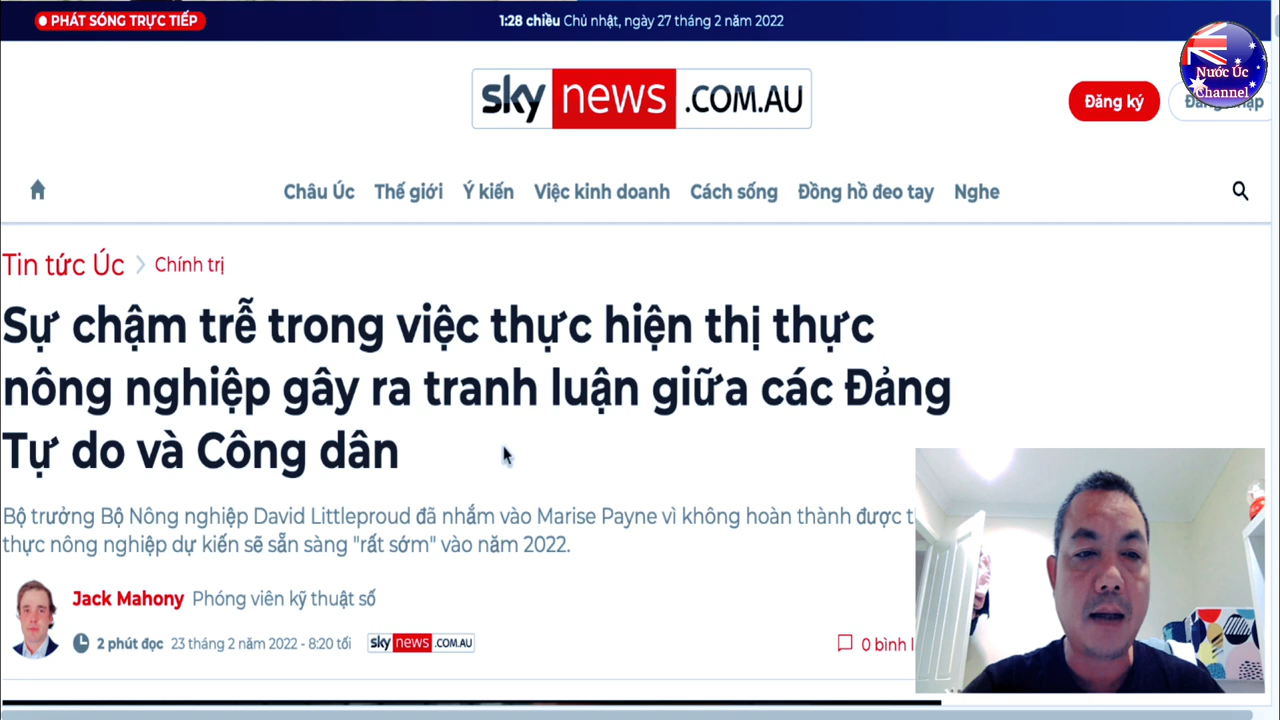 PHÁT SÓNG TRỰC TIẾP
1:28 chiều Chủ nhật, ngày 27 tháng 2 năm 2022
sky news .COM.AU
Đăng ký
Nước Úc
Channel
Châu Úc Thế giới Ý kiến Việc kinh doanh Cách sống Đồng hồ đeo tay Nghe
Tin tức Úc Chính trị
Sự chậm trễ trong việc thực hiện thị thực
nông nghiệp gây ra tranh luận giữa các Đảng
Tự do và Công dân
Bộ trưởng Bộ Nông nghiệp David Littleproud đã nhắm vào Marise Payne vì không hoàn thành được
thực nông nghiệp dự kiến sẽ sẵn sàng "rất sớm" vào năm 2022.
Jack Mahony Phóng viên kỹ thuật số
2 phút đọc 23 tháng 2 năm 2022 - 8:20 tối sky news .COM.AU
0 bình